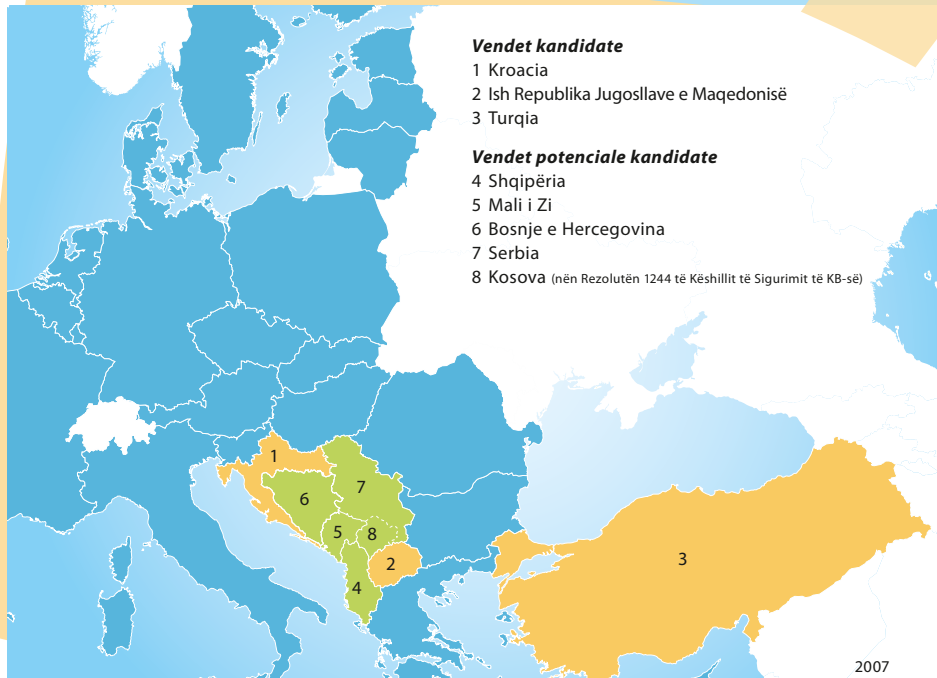 Vendet kandidate
1 Kroacia
2 Ish Republika Jugosllave e Maqedonisë
3 Turqia
Vendet potenciale kandidate
4 Shqipëria
5 Mali i Zi
6 Bosnje e Hercegovina
7 Serbia
8 Kosova (nën Rezolutën 1244 të Këshillit të Sigurimit të KB-së)
1
6
7
5
8
2
3
4
2007